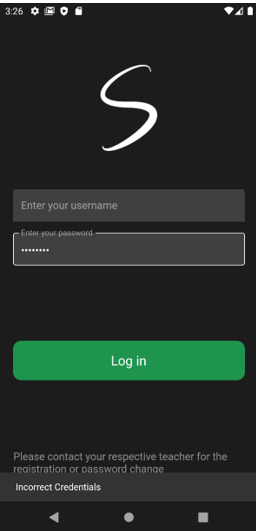 3:26
S
Enter your username
Enter your password
••••••••
Log in
Please contact your respective teacher for the
registration or password change
Incorrect Credentials